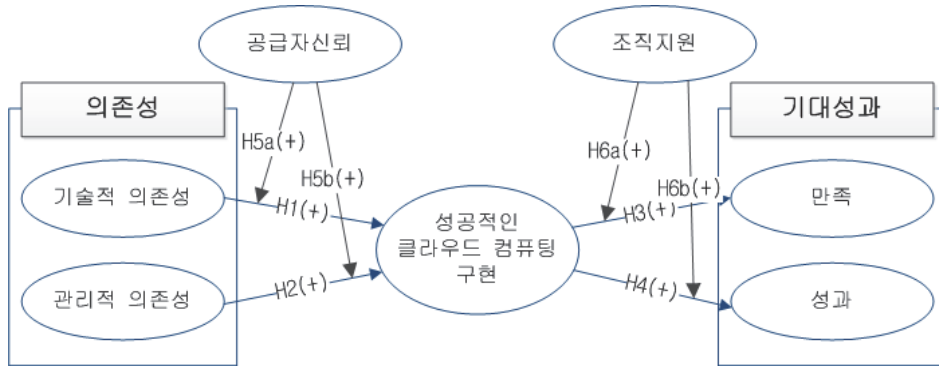 공급자신뢰
조직지원
의존성
기대성과
H5a(+)
H5b(+)
H6a(+)
H6b(+)
기술적 의존성
H1(+)
성공적인
클라우드 컴퓨팅
구현
H3(+)
만족
관리적 의존성
H2(+)
H4(+)
성과